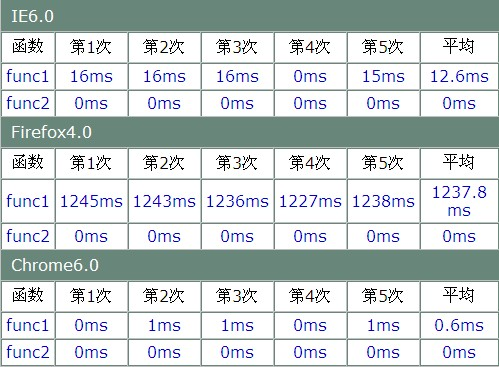 IE6.0
函数 第1次 第2次 第3次 第4次 第5次 平均
func1 16ms 16ms 16ms 0ms 15ms 12.6ms
func2 0ms 0ms 0ms 0ms 0ms 0ms
Firefox4.0
函数 第1次 第2次 第3次 第4次 第5次 平均
func1 1245ms 1243ms 1236ms 1227ms 1238ms 1237.8
ms
func2 0ms 0ms 0ms 0ms 0ms 0ms
Chrome6.0
函数 第1次 第2次 第3次 第4次 第5次 平均
func1 0ms 1ms 1ms 0ms 1ms 0.6ms
func2 0ms 0ms 0ms 0ms 0ms 0ms